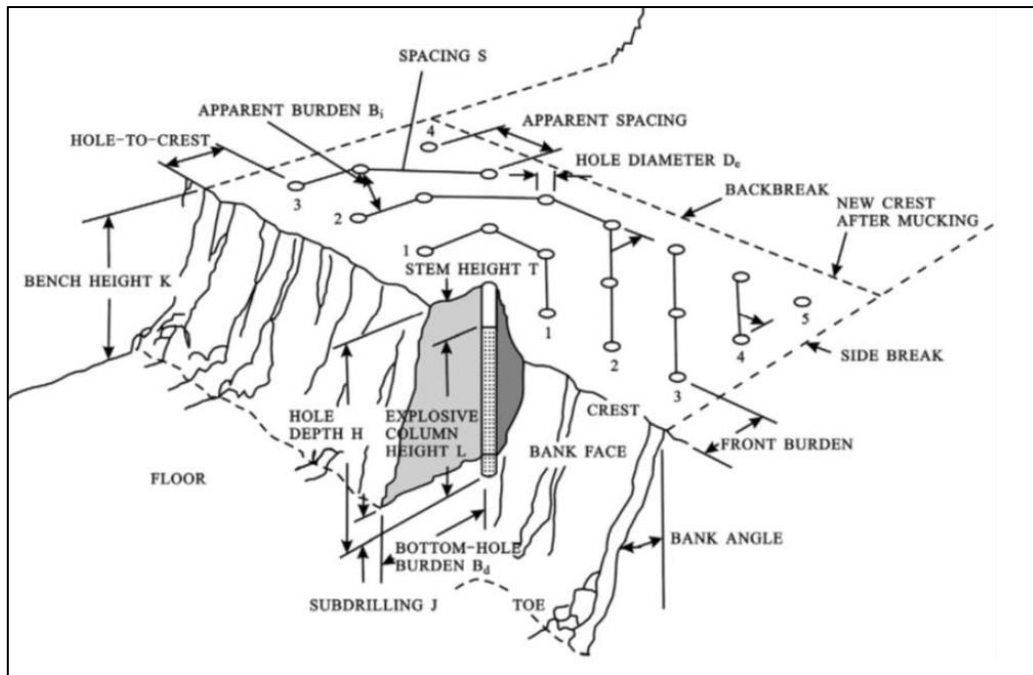 SPACING S
APPARENT BURDEN Bᵢ
HOLE-TO-CREST
4
APPARENT SPACING
HOLE DIAMETER Dₑ
BACKBREAK
NEW CREST
AFTER MUCKING
3
2
1
STEM HEIGHT T
BENCH HEIGHT K
1
2
3
4
5
SIDE BREAK
CREST
FRONT BURDEN
HOLE
DEPTH H
EXPLOSIVE
COLUMN
HEIGHT L
BANK FACE
FLOOR
BANK ANGLE
BOTTOM-HOLE
BURDEN B_d
SUBDRILLING J
TOE